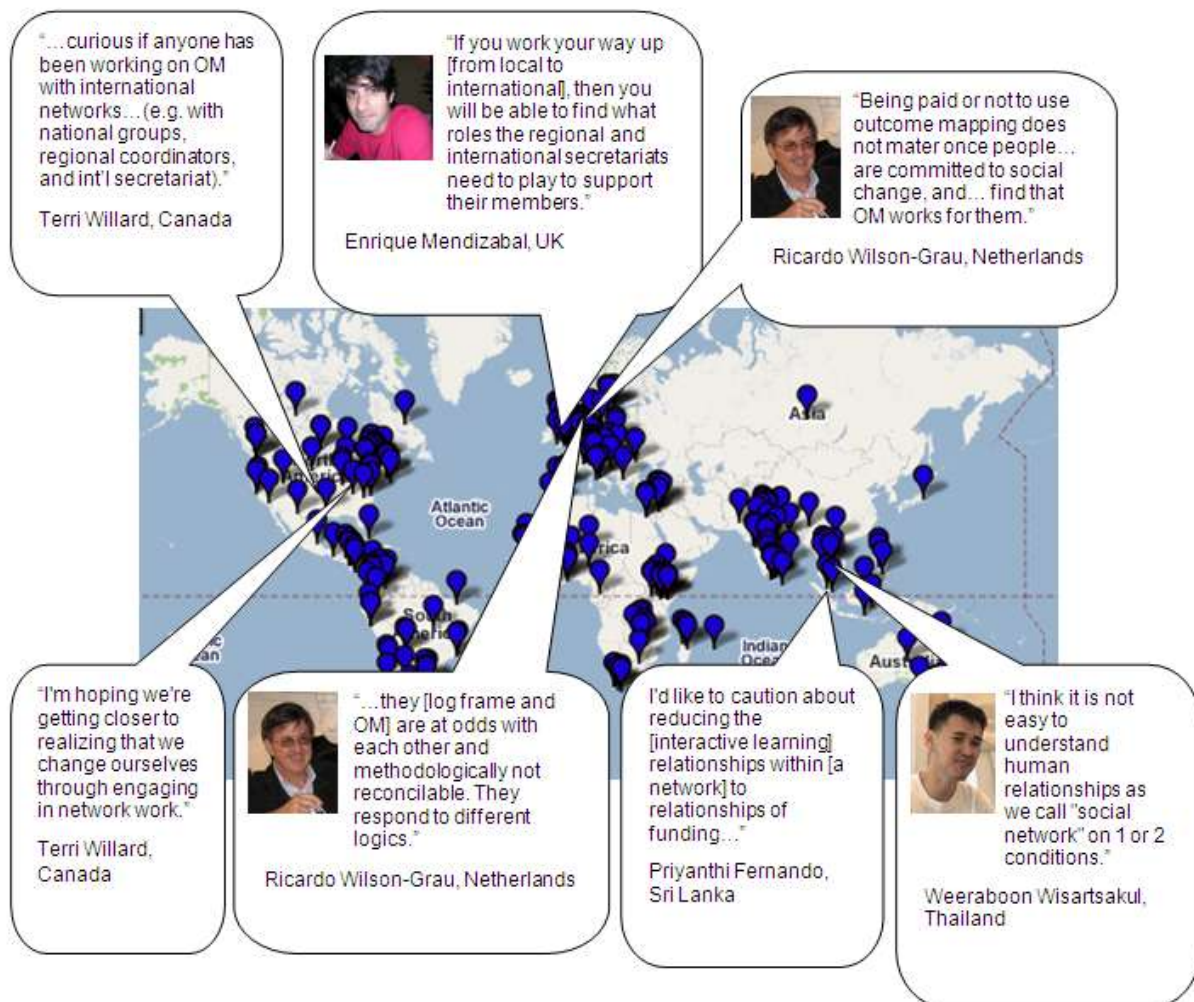 “…curious if anyone has
been working on OM
with international
networks…(e.g. with
national groups,
regional coordinators,
and int’l secretariat).”
Terri Willard, Canada
“If you work your way up
[from local to
international], then you
will be able to find what
roles the regional and
international secretariats
need to play to support
their members.”
Enrique Mendizabal, UK
“Being paid or not to use
outcome mapping does
not mater once people…
are committed to social
change, and… find that
OM works for them.”
Ricardo Wilson-Grau, Netherlands
Asia
Atlantic
Ocean
South
“I'm hoping we're
getting closer to
realizing that we
change ourselves
through engaging
in network work.”
Terri Willard,
Canada
“…they [log frame and
OM] are at odds with
each other and
methodologically not
reconcilable. They
respond to different
logics.”
Ricardo Wilson-Grau, Netherlands
I'd like to caution about
reducing the
[interactive learning]
relationships within [a
network] to
relationships of
funding…”
Priyanthi Fernando,
Sri Lanka
“I think it is not
easy to
understand
human
relationships as
we call "social
network" on 1 or 2
conditions.”
Weeraboon Wisartsakul,
Thailand